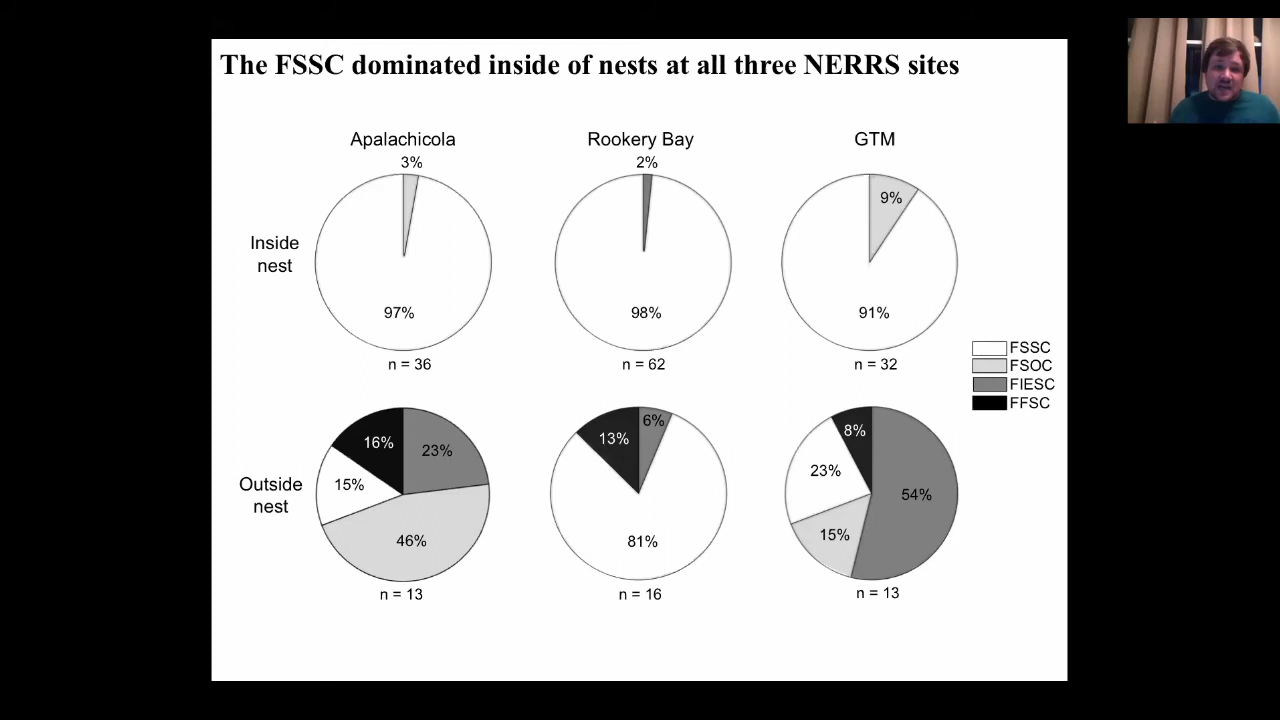 The FSSC dominated inside of nests at all three NERRS sites
Apalachicola
Rookery Bay
GTM
3%
2%
9%
Inside
nest
97%
98%
91%
n = 36
n = 62
n = 32
FSSC
FSOC
FIESC
FFSC
Outside
nest
16%
23%
15%
46%
n = 13
13%
6%
81%
n = 16
8%
23%
54%
15%
n = 13